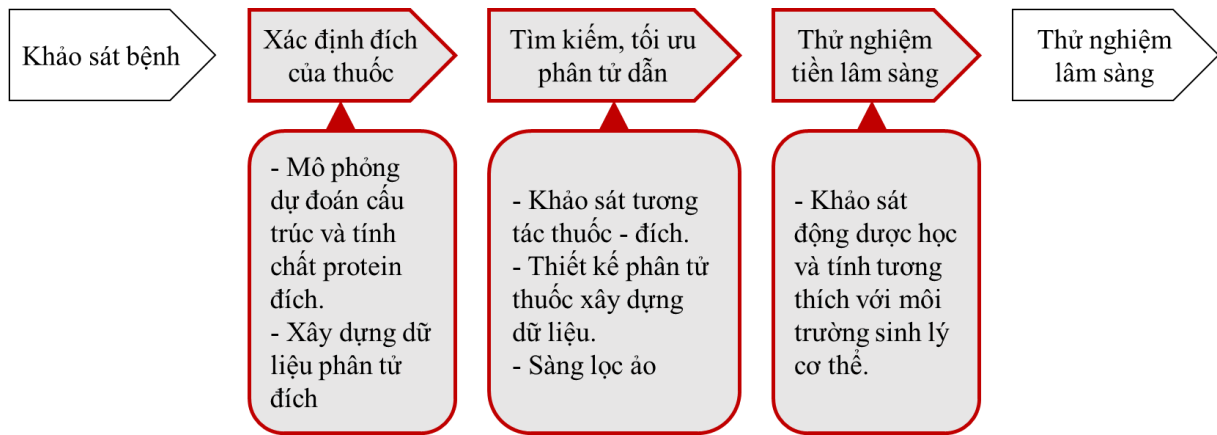 Khảo sát bệnh
Xác định đích
của thuốc
Tìm kiếm, tối ưu
phân tử dẫn
Thử nghiệm
tiền lâm sàng
Thử nghiệm
lâm sàng
- Mô phỏng
dự đoán cấu
trúc và tính
chất protein
đích.
- Xây dựng dữ
liệu phân tử
đích
- Khảo sát tương
tác thuốc - đích.
- Thiết kế phân tử
thuốc xây dựng
dữ liệu.
- Sàng lọc ảo
- Khảo sát
động dược học
và tính tương
thích với môi
trường sinh lý
cơ thể.